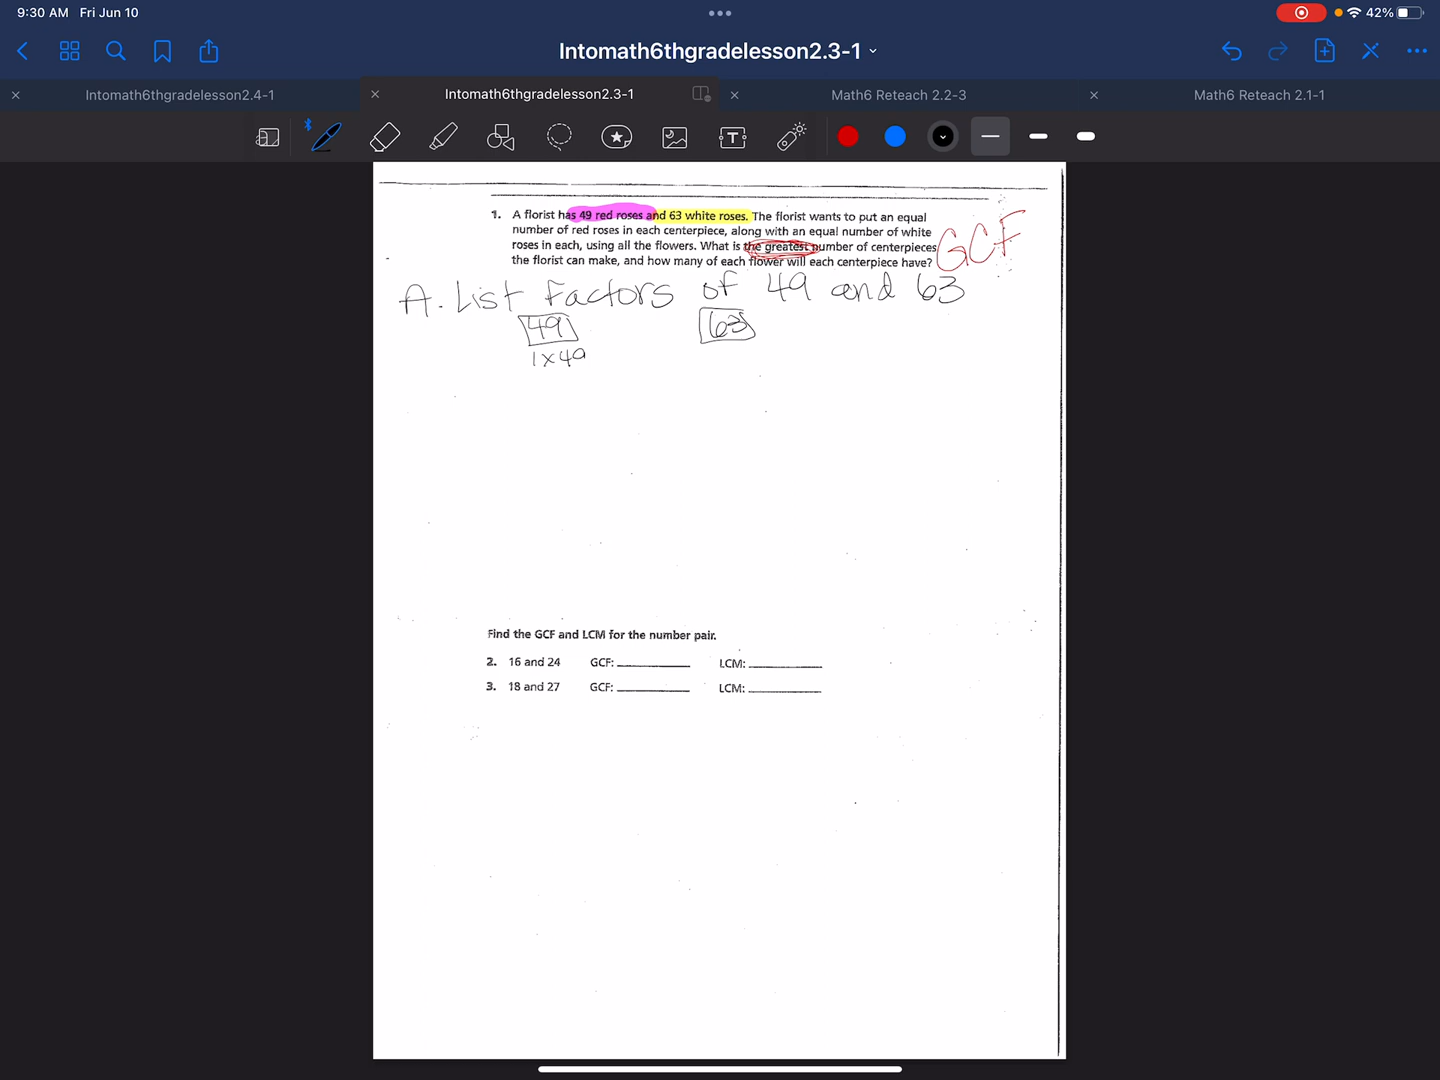 9:30 AM Fri Jun 10
42%
Intomath6thgradelesson2.3-1
Intomath6thgradelesson2.4-1
Intomath6thgradelesson2.3-1
Math6 Reteach 2.2-3
Math6 Reteach 2.1-1
1. A florist has 49 red roses and 63 white roses. The florist wants to put an equal
number of red roses in each centerpiece, along with an equal number of white
roses in each, using all the flowers. What is the greatest number of centerpieces
the florist can make, and how many of each flower will each centerpiece have?
GCF
A. List Factors of 49 and 63
49 63
1x49
Find the GCF and LCM for the number pair.
2. 16 and 24 GCF: LCM:
3. 18 and 27 GCF: LCM: